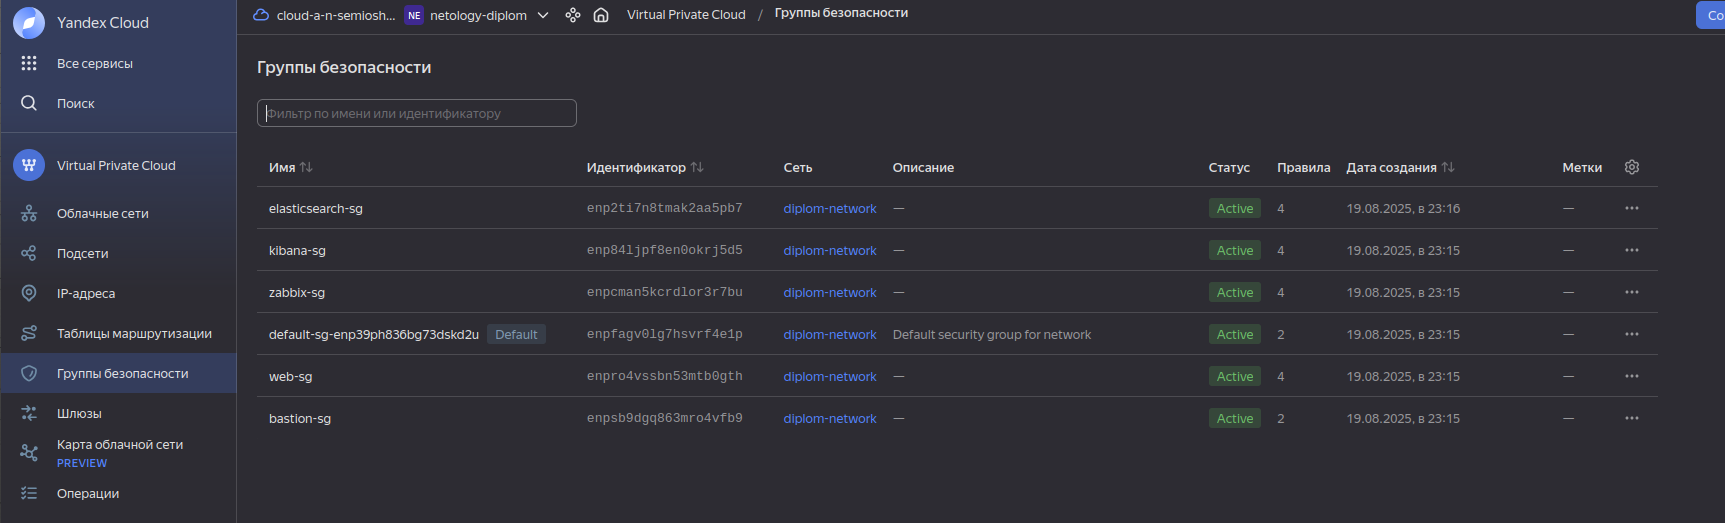 Yandex Cloud
Все сервисы
Поиск
Virtual Private Cloud
Облачные сети
Подсети
IP-адреса
Таблицы маршрутизации
Группы безопасности
Шлюзы
Карта облачной сети
PREVIEW
Операции
cloud-a-n-semiosh... NE netology-diplom Virtual Private Cloud / Группы безопасности Со
Группы безопасности
Фильтр по имени или идентификатору
Имя Идентификатор Сеть Описание Статус Правила Дата создания Метки
elasticsearch-sg enp2ti7n8tmak2aa5pb7 diplom-network — Active 4 19.08.2025, в 23:16 —
kibana-sg enp84ljpf8en0okrj5d5 diplom-network — Active 4 19.08.2025, в 23:15 —
zabbix-sg enpcman5kcrdlor3r7bu diplom-network — Active 4 19.08.2025, в 23:15 —
default-sg-enp39ph836bg73dskd2u Default enpfagv0lg7hsvrf4e1p diplom-network Default security group for network Active 2 19.08.2025, в 23:15 —
web-sg enpro4vssbn53mtb0gth diplom-network — Active 4 19.08.2025, в 23:15 —
bastion-sg enpsb9dgq863mro4vfb9 diplom-network — Active 2 19.08.2025, в 23:15 —